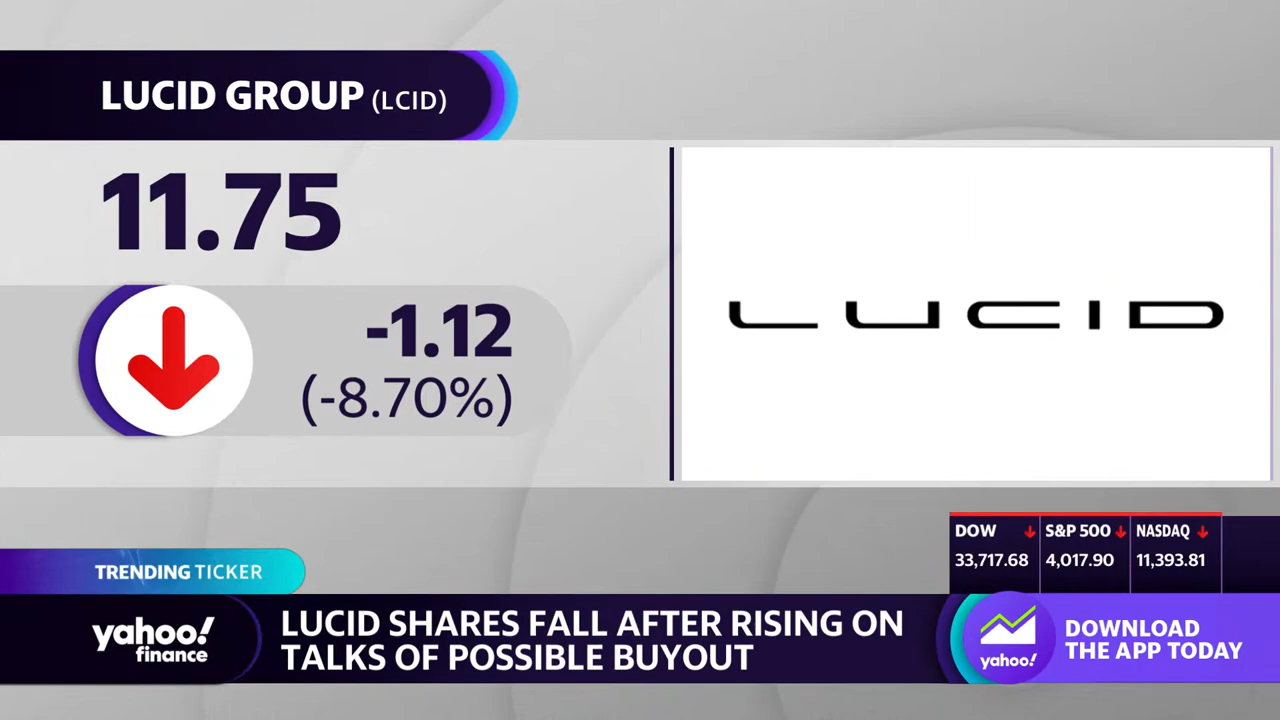 LUCID GROUP (LCID)
11.75
-1.12
(-8.70%)
LUCID
DOW
33,717.68
S&P 500
4,017.90
NASDAQ
11,393.81
TRENDING TICKER
yahoo!
finance
LUCID SHARES FALL AFTER RISING ON
TALKS OF POSSIBLE BUYOUT
yahoo!
DOWNLOAD
THE APP TODAY